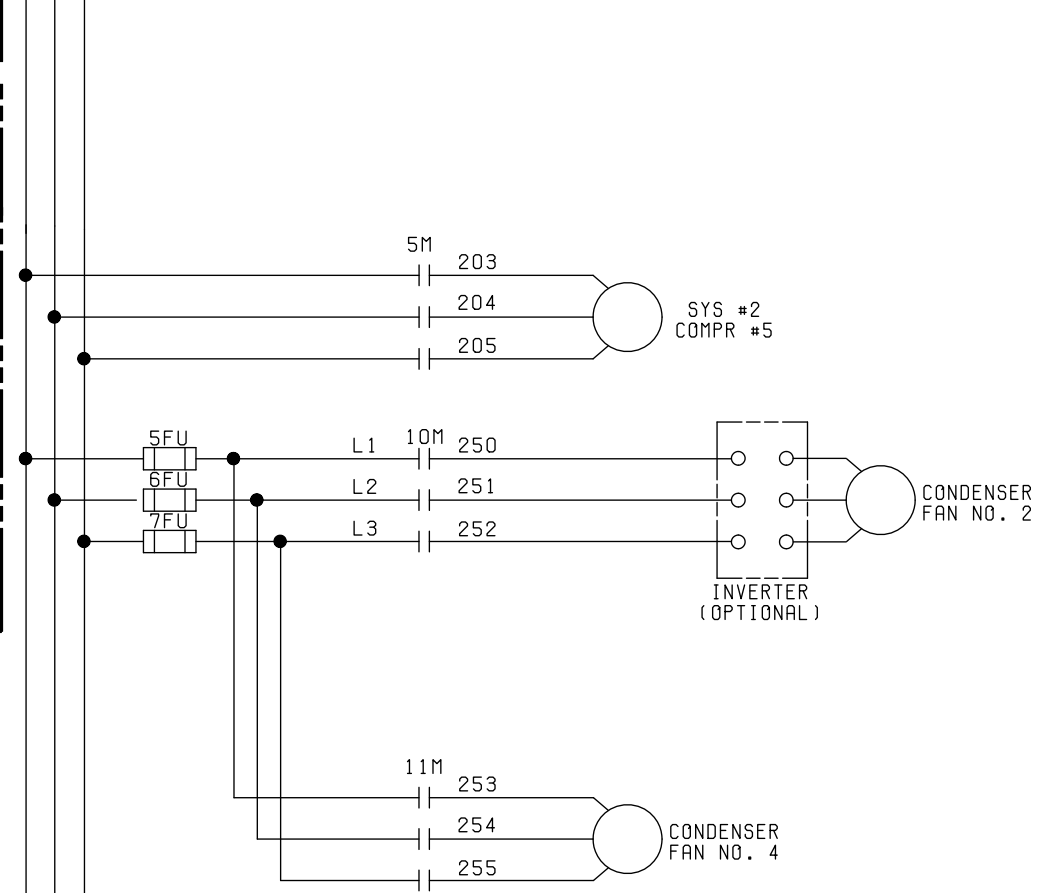 5M
203
204
205
SYS #2
COMPR #5
5FU
6FU
7FU
L1
L2
L3
10M
250
251
252
INVERTER
(OPTIONAL)
CONDENSER
FAN NO. 2
11M
253
254
255
CONDENSER
FAN NO. 4